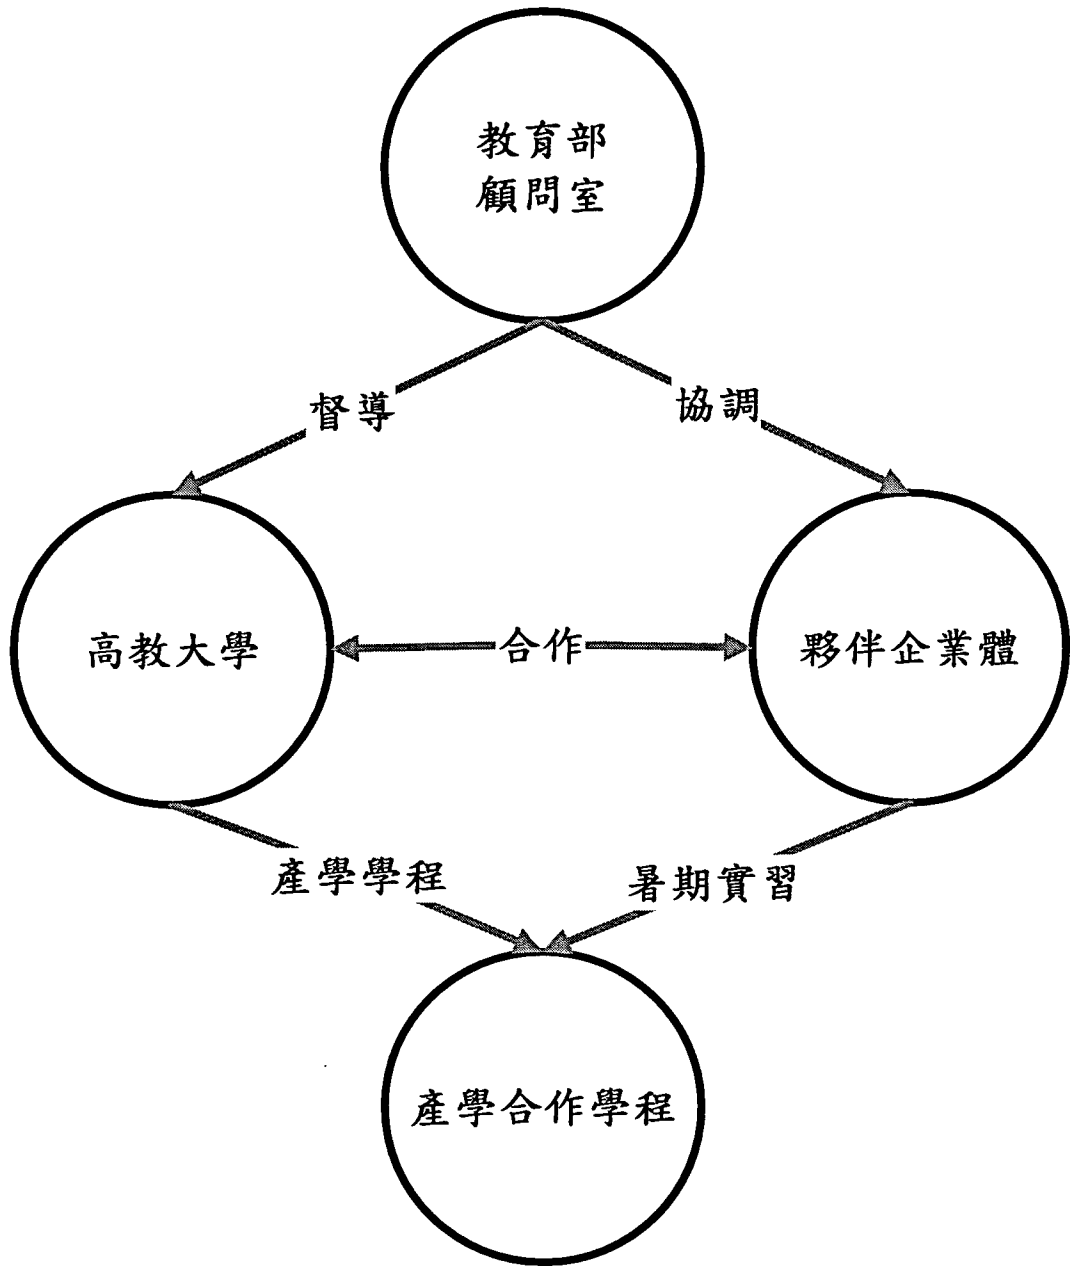 教育部
顧問室
督導
協調
高教大學
合作
夥伴企業體
產學學程
暑期實習
產學合作學程